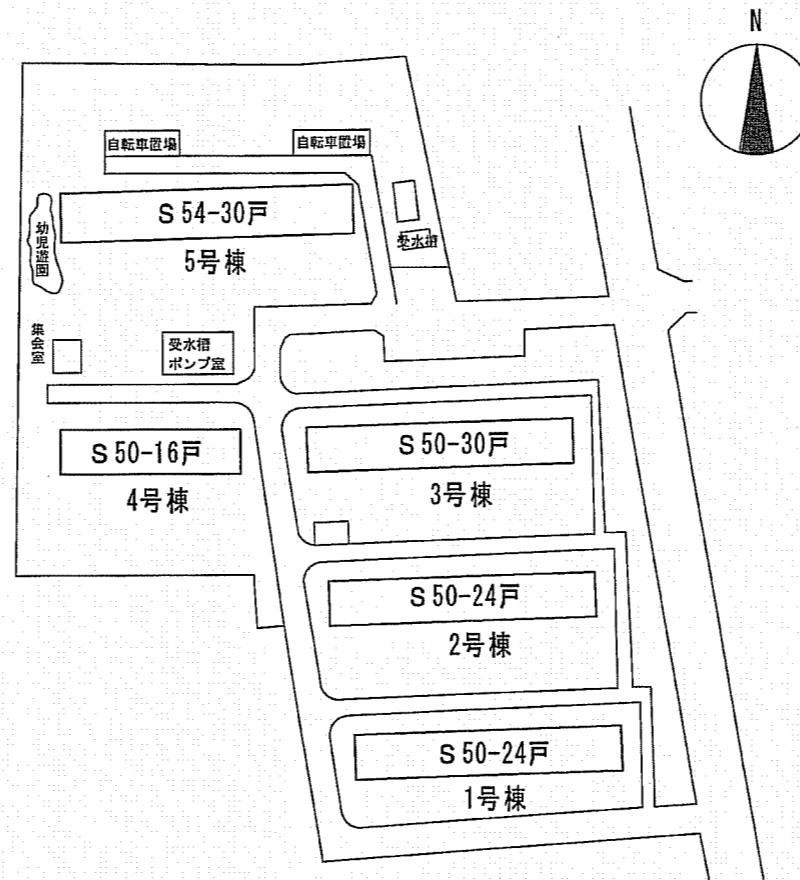 N
自転車置場
自転車置場
S 54-30戸
5号棟
幼児遊園
受水槽
集会室
受水槽
ポンプ室
S 50-16戸
4号棟
S 50-30戸
3号棟
S 50-24戸
2号棟
S 50-24戸
1号棟